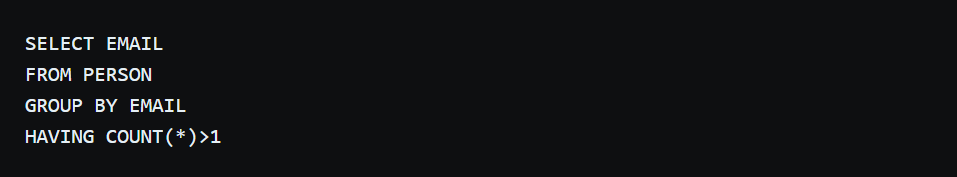 SELECT EMAIL
FROM PERSON
GROUP BY EMAIL
HAVING COUNT(*)>1